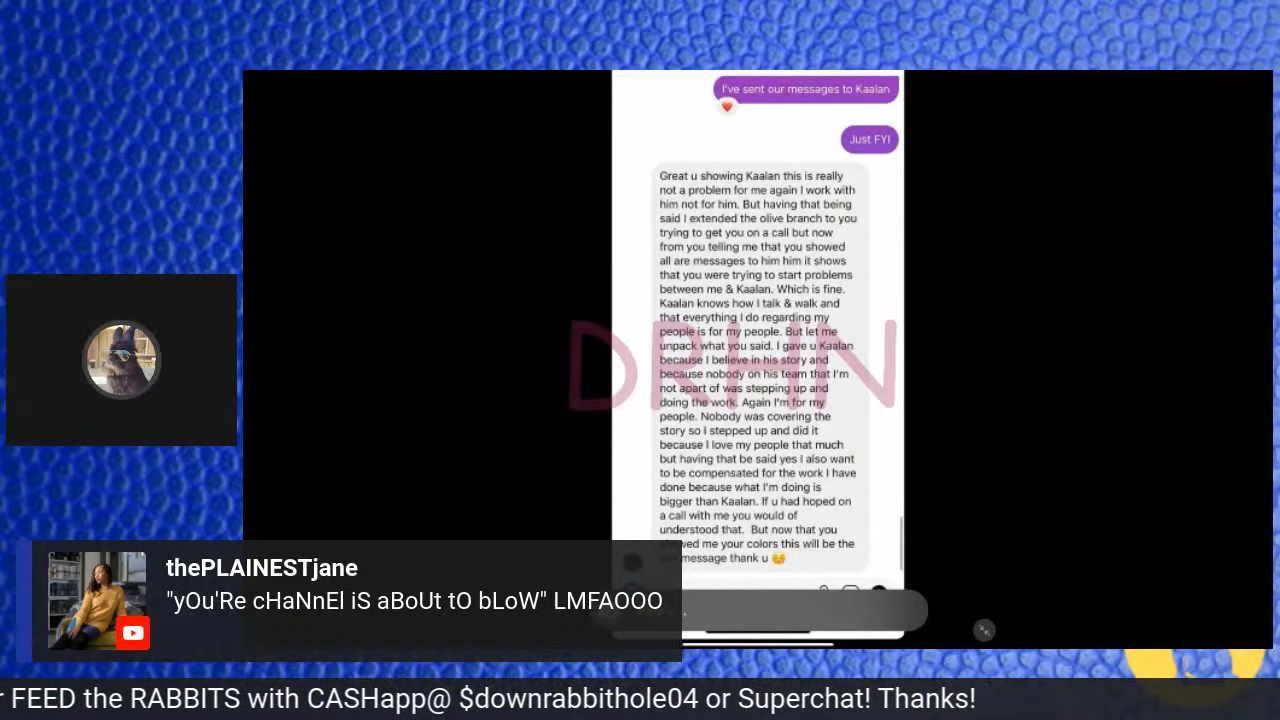 I've sent our messages to Kaalan
Just FYI
Great u showing Kaalan this is really
not a problem for me again I work with
him not for him. But having that being
said I extended the olive branch to you
trying to get you on a call but now
from you telling me that you showed
all are messages to him him it shows
that you were trying to start problems
between me & Kaalan. Which is fine.
Kaalan knows how I talk & walk and
that everything I do regarding my
people is for my people. But let me
unpack what you said. I gave u Kaalan
because I believe in his story and
because nobody on his team that I'm
not apart of was stepping up and
doing the work. Again I'm for my
people. Nobody was covering the
story so I stepped up and did it
because I love my people that much
but having that be said yes I also want
to be compensated for the work I have
done because what I'm doing is
bigger than Kaalan. If u had hoped on
a call with me you would of
understood that. But now that you
me your colors this will be the
message thank u
DRHN
thePLAINESTjane
"yOu'Re cHaNnEl iS aBoUt tO bLoW" LMFAOOO
r FEED the RABBITS with CASHapp@ $downrabbithole04 or Superchat! Thanks!